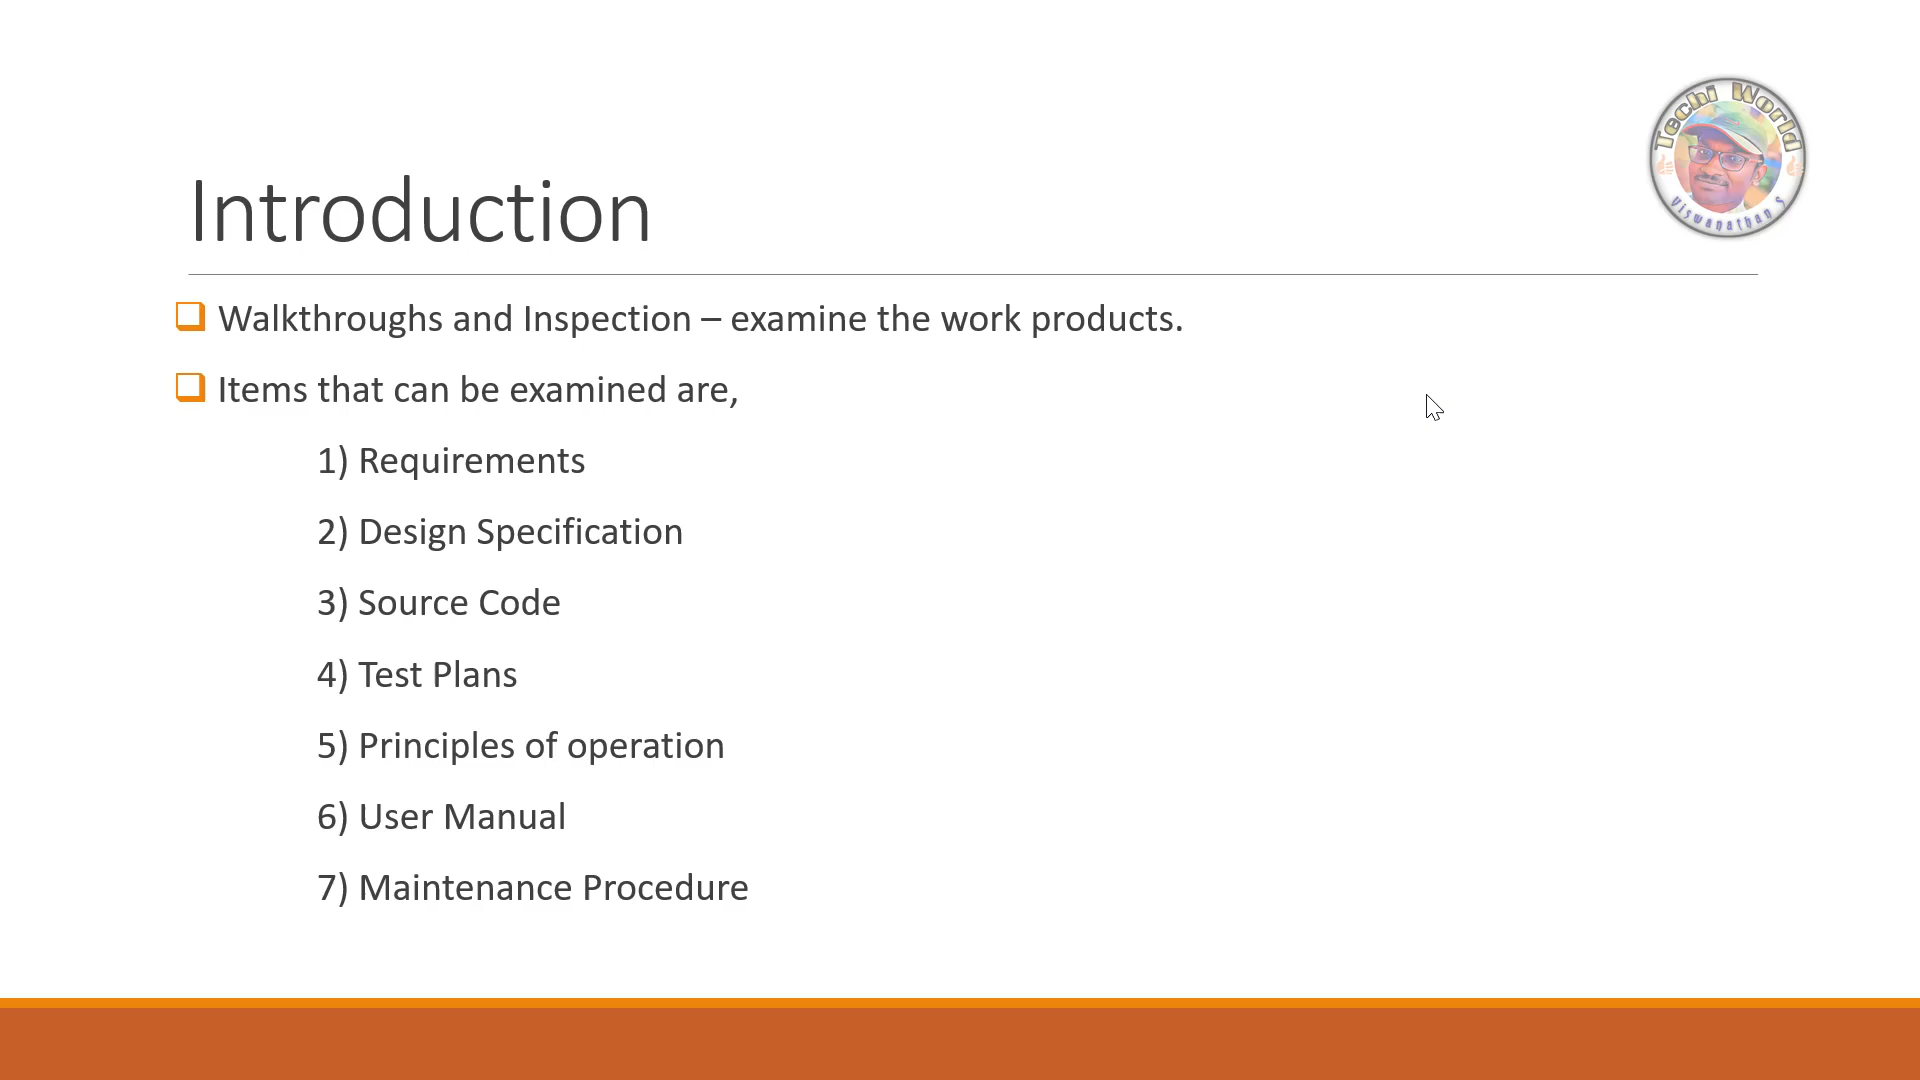 Techi World
Viswanathan S
Introduction
Walkthroughs and Inspection – examine the work products.
Items that can be examined are,
1) Requirements
2) Design Specification
3) Source Code
4) Test Plans
5) Principles of operation
6) User Manual
7) Maintenance Procedure